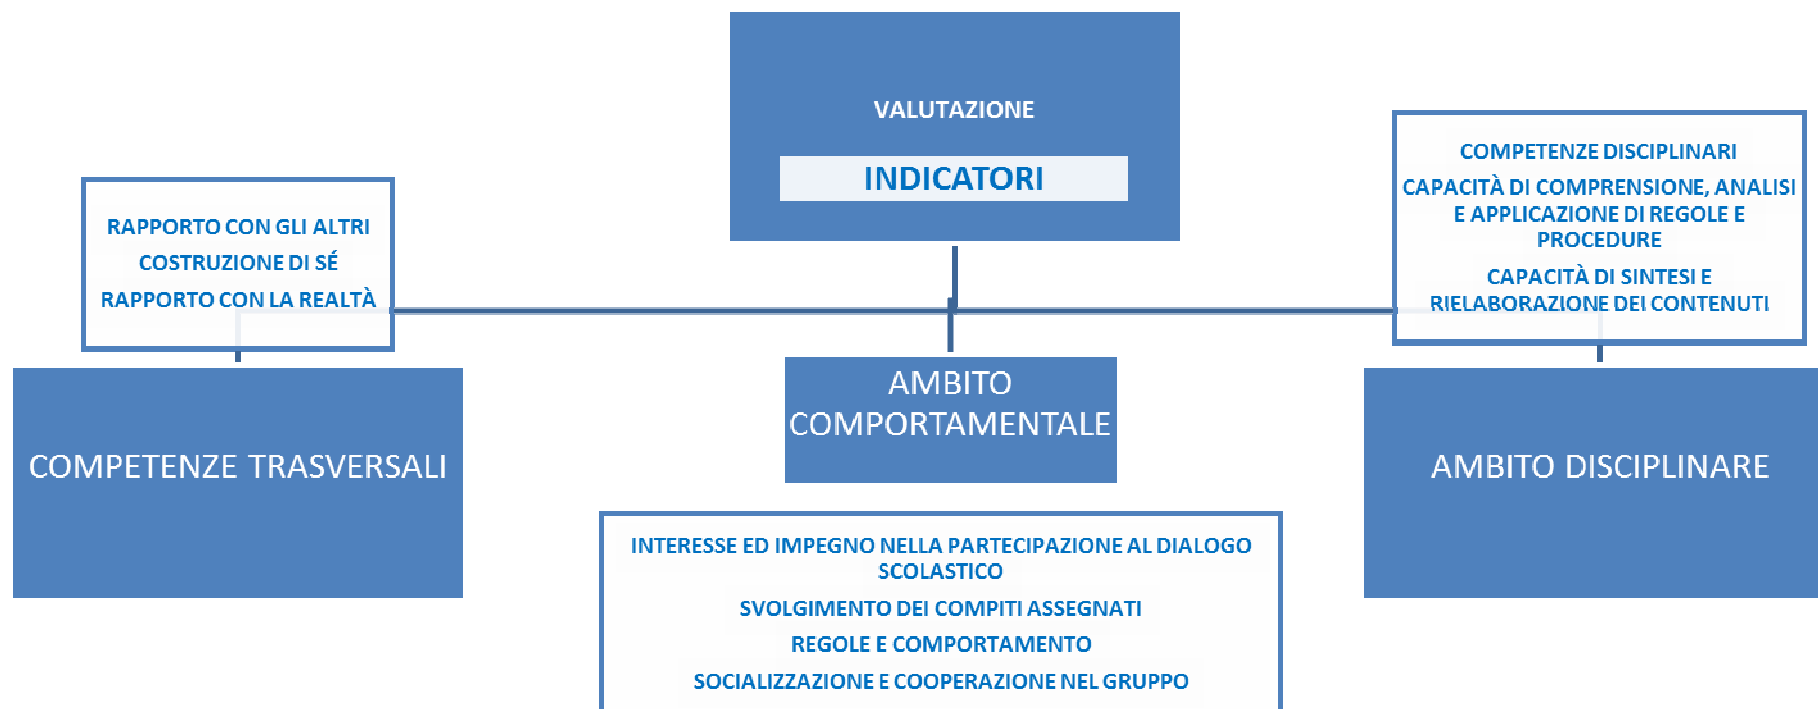 VALUTAZIONE
INDICATORI
RAPPORTO CON GLI ALTRI
COSTRUZIONE DI SÉ
RAPPORTO CON LA REALTÀ
COMPETENZE DISCIPLINARI
CAPACITÀ DI COMPRENSIONE, ANALISI
E APPLICAZIONE DI REGOLE E
PROCEDURE
CAPACITÀ DI SINTESI E
RIELABORAZIONE DEI CONTENUTI
COMPETENZE TRASVERSALI
AMBITO
COMPORTAMENTALE
AMBITO DISCIPLINARE
INTERESSE ED IMPEGNO NELLA PARTECIPAZIONE AL DIALOGO
SCOLASTICO
SVOLGIMENTO DEI COMPITI ASSEGNATI
REGOLE E COMPORTAMENTO
SOCIALIZZAZIONE E COOPERAZIONE NEL GRUPPO